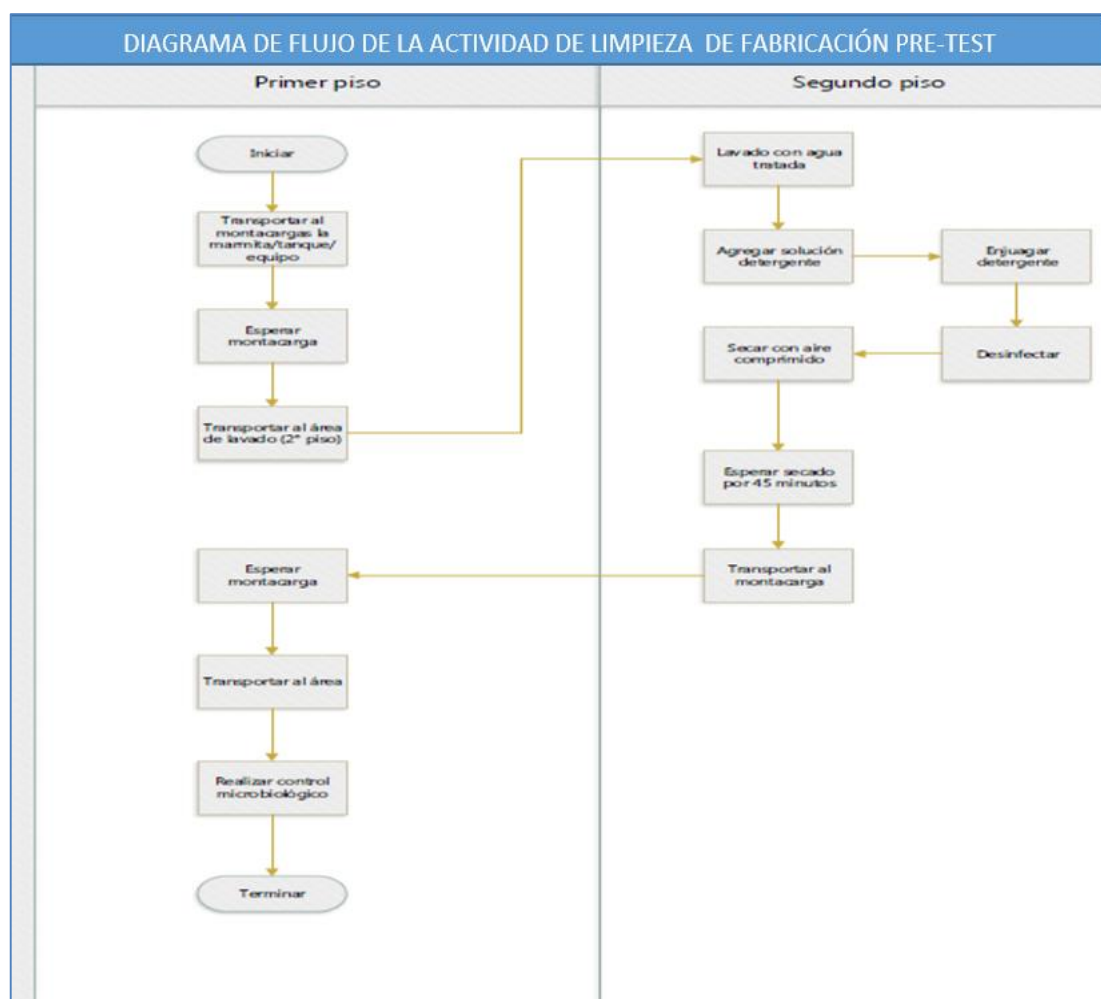 DIAGRAMA DE FLUJO DE LA ACTIVIDAD DE LIMPIEZA DE FABRICACIÓN PRE-TEST
Primer piso
Segundo piso
Iniciar
Transportar al
montacargas la
marmita/tanque/
equipo
Esperar
montacarga
Transportar al área
de lavado (2° piso)
Lavado con agua
tratada
Agregar solución
detergente
Enjuagar
detergente
Desinfectar
Secar con aire
comprimido
Esperar secado
por 45 minutos
Transportar al
montacarga
Esperar
montacarga
Transportar al área
Realizar control
microbiológico
Terminar